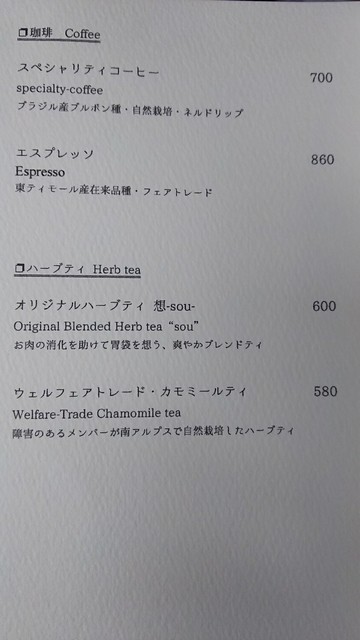 ❐珈琲 Coffee
スペシャリティコーヒー 700
specialty-coffee
ブラジル産ブルボン種・自然栽培・ネルドリップ
エスプレッソ 860
Espresso
東ティモール産在来品種・フェアトレード
❐ハーブティ Herb tea
オリジナルハーブティ 想-sou- 600
Original Blended Herb tea “sou”
お肉の消化を助けて胃袋を想う、爽やかブレンドティ
ウェルフェアトレード・カモミールティ 580
Welfare-Trade Chamomile tea
障害のあるメンバーが南アルプスで自然栽培したハーブティ